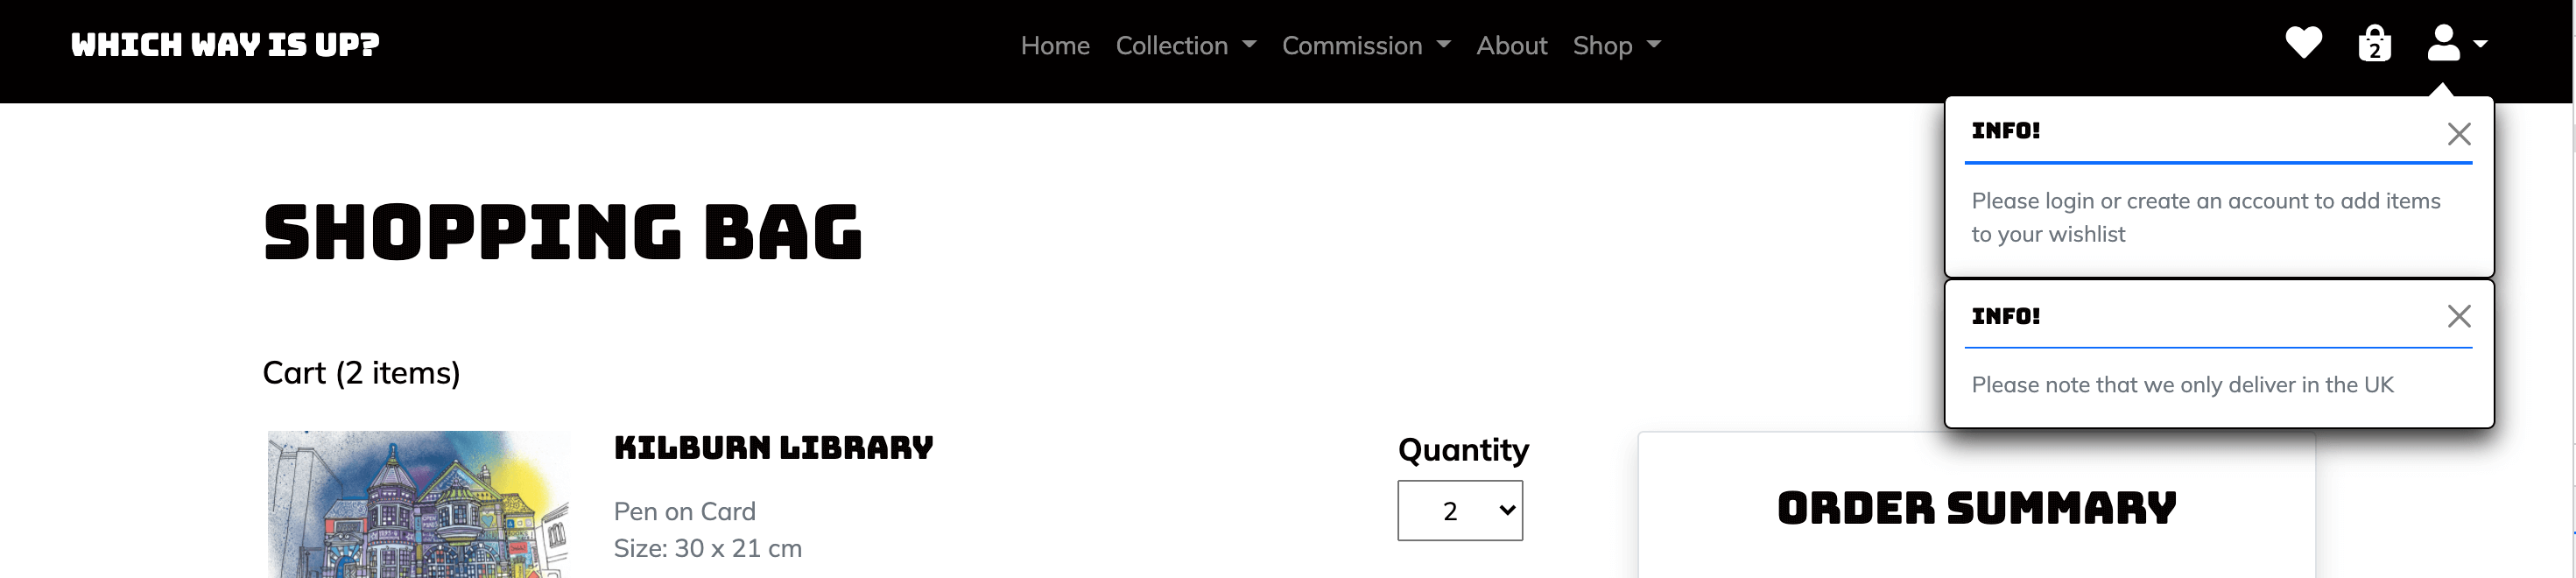 WHICH WAY IS UP?
Home Collection Commission About Shop
2
INFO!
Please login or create an account to add items
to your wishlist
INFO!
Please note that we only deliver in the UK
SHOPPING BAG
Cart (2 items)
KILBURN LIBRARY
Pen on Card
Size: 30 x 21 cm
Quantity
2
ORDER SUMMARY